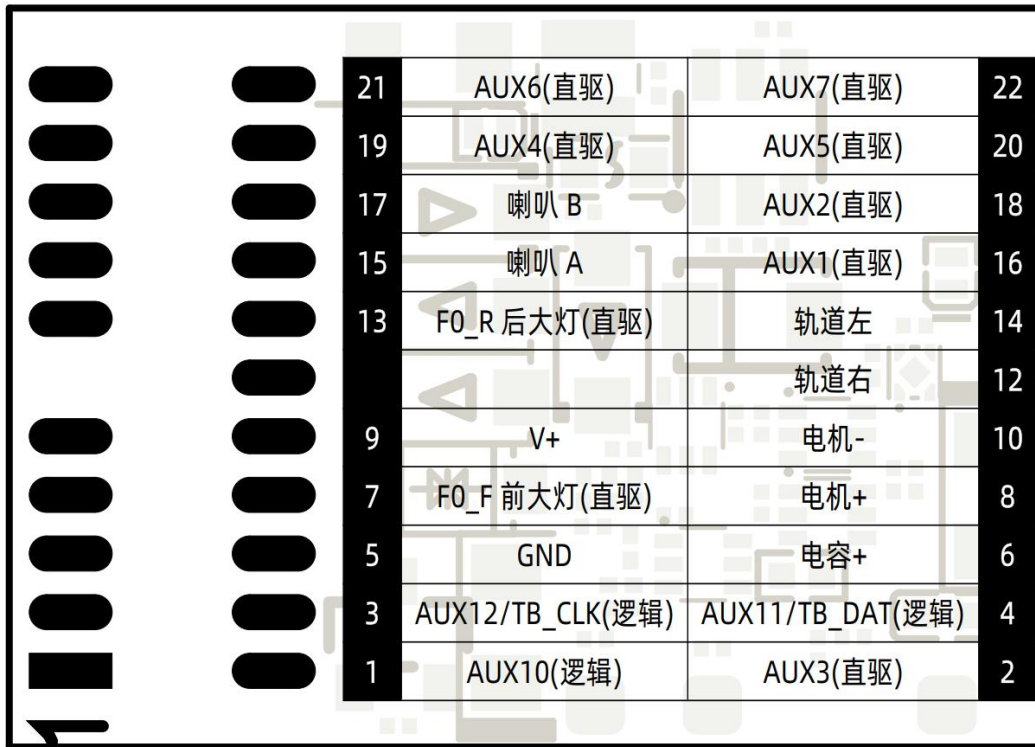 21 AUX6(直驱) AUX7(直驱) 22
19 AUX4(直驱) AUX5(直驱) 20
17 喇叭 B AUX2(直驱) 18
15 喇叭 A AUX1(直驱) 16
13 F0_R 后大灯(直驱) 轨道左 14
轨道右 12
9 V+ 电机- 10
7 F0_F 前大灯(直驱) 电机+ 8
5 GND 电容+ 6
3 AUX12/TB_CLK(逻辑) AUX11/TB_DAT(逻辑) 4
1 AUX10(逻辑) AUX3(直驱) 2
1